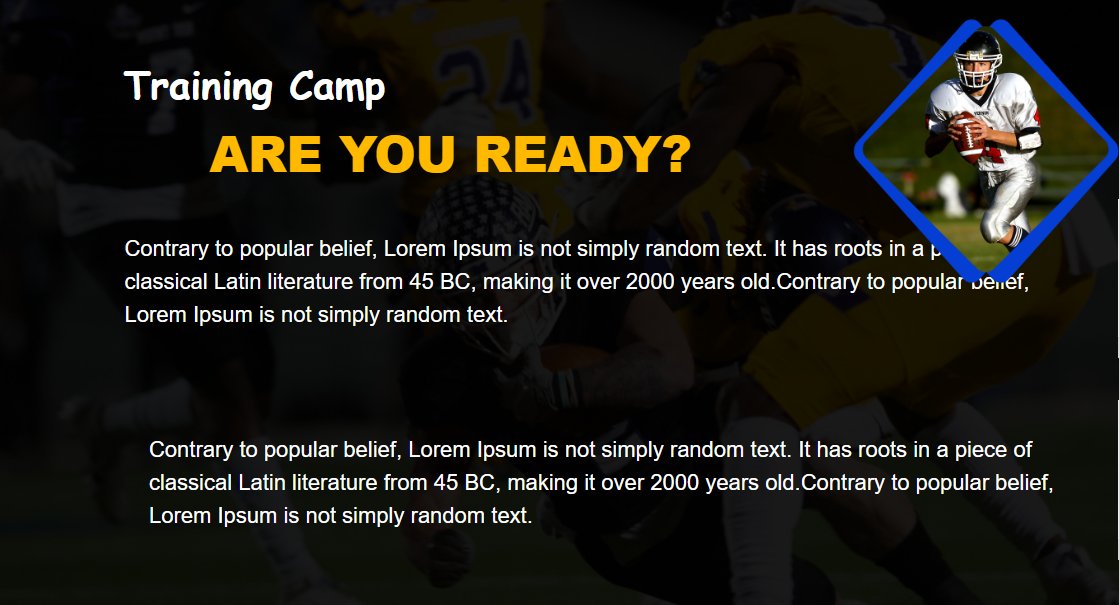 Training Camp
ARE YOU READY?
Contrary to popular belief, Lorem Ipsum is not simply random text. It has roots in a
classical Latin literature from 45 BC, making it over 2000 years old.Contrary to popular belief,
Lorem Ipsum is not simply random text.
Contrary to popular belief, Lorem Ipsum is not simply random text. It has roots in a piece of
classical Latin literature from 45 BC, making it over 2000 years old.Contrary to popular belief,
Lorem Ipsum is not simply random text.